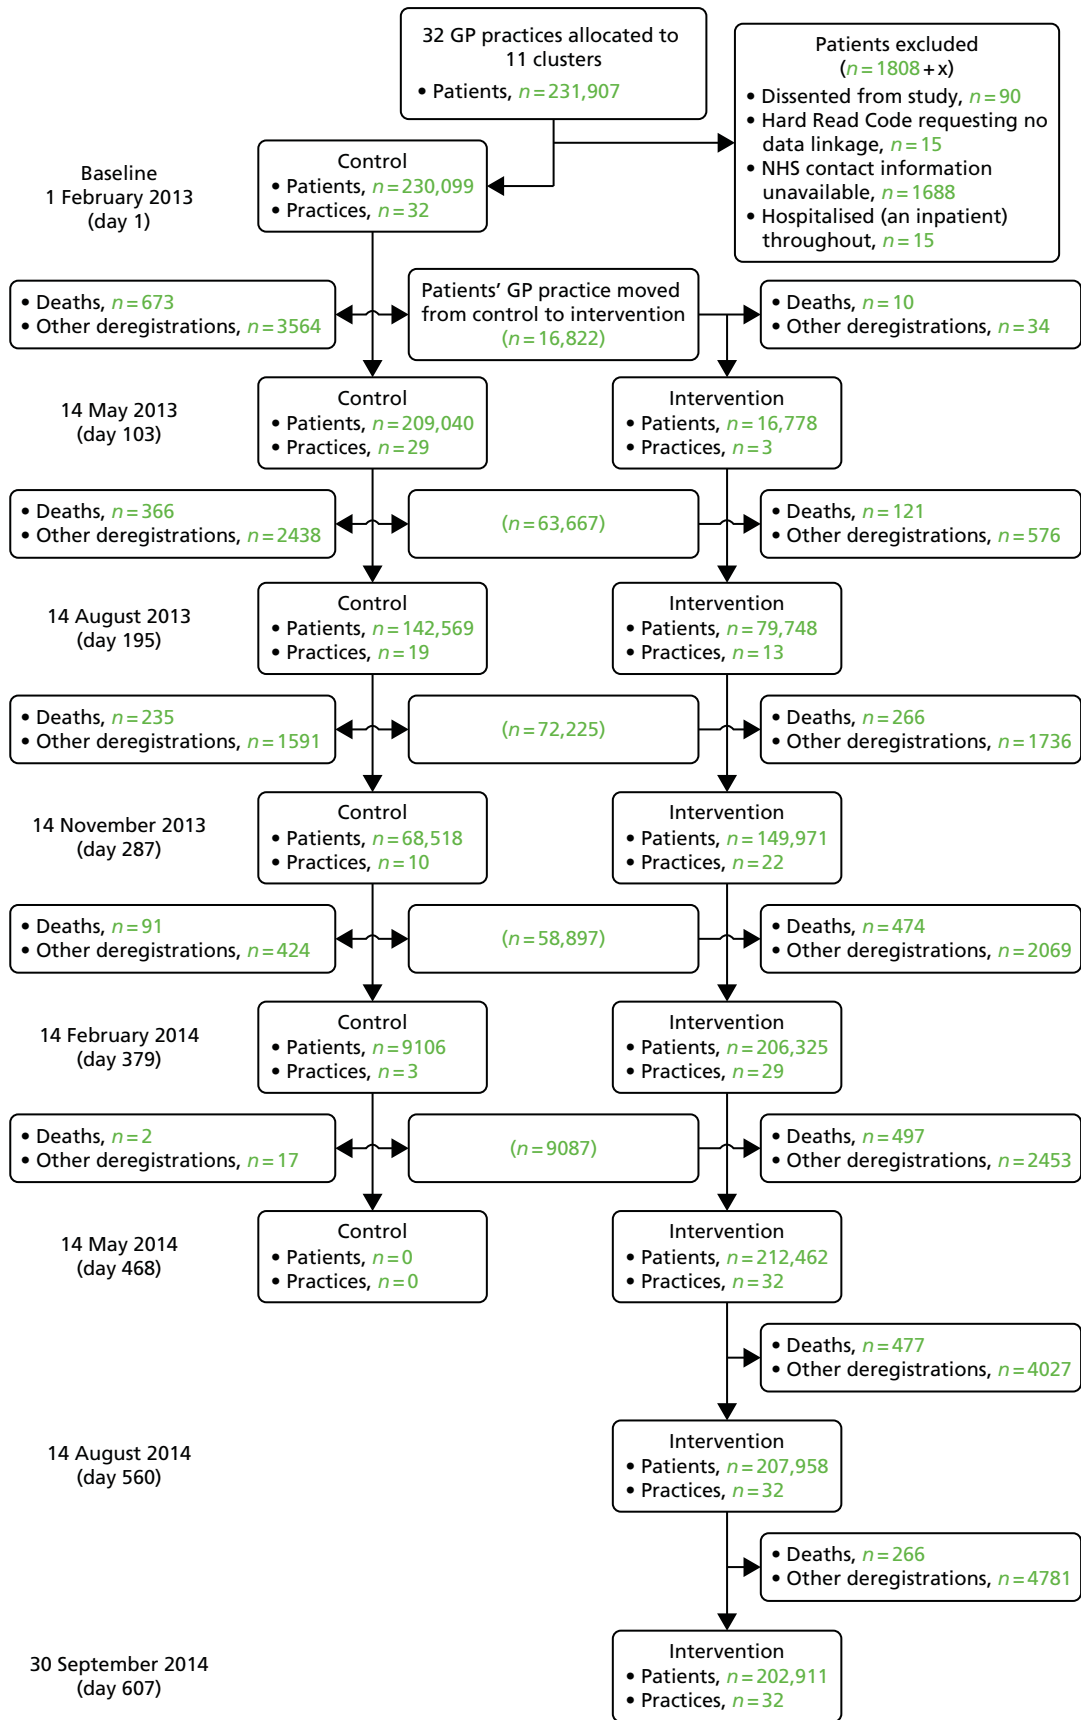 32 GP practices allocated to
11 clusters
• Patients, n=231,907
Patients excluded
(n=1808+x)
• Dissented from study, n=90
• Hard Read Code requesting no
data linkage, n=15
• NHS contact information
unavailable, n=1688
• Hospitalised (an inpatient)
throughout, n=15
Baseline
1 February 2013
(day 1)
Control
• Patients, n=230,099
• Practices, n=32
• Deaths, n=673
• Other deregistrations, n=3564
Patients’ GP practice moved
from control to intervention
(n=16,822)
• Deaths, n=10
• Other deregistrations, n=34
14 May 2013
(day 103)
Control
• Patients, n=209,040
• Practices, n=29
Intervention
• Patients, n=16,778
• Practices, n=3
• Deaths, n=366
• Other deregistrations, n=2438
(n=63,667)
• Deaths, n=121
• Other deregistrations, n=576
14 August 2013
(day 195)
Control
• Patients, n=142,569
• Practices, n=19
Intervention
• Patients, n=79,748
• Practices, n=13
• Deaths, n=235
• Other deregistrations, n=1591
(n=72,225)
• Deaths, n=266
• Other deregistrations, n=1736
14 November 2013
(day 287)
Control
• Patients, n=68,518
• Practices, n=10
Intervention
• Patients, n=149,971
• Practices, n=22
• Deaths, n=91
• Other deregistrations, n=424
(n=58,897)
• Deaths, n=474
• Other deregistrations, n=2069
14 February 2014
(day 379)
Control
• Patients, n=9106
• Practices, n=3
Intervention
• Patients, n=206,325
• Practices, n=29
• Deaths, n=2
• Other deregistrations, n=17
(n=9087)
• Deaths, n=497
• Other deregistrations, n=2453
14 May 2014
(day 468)
Control
• Patients, n=0
• Practices, n=0
Intervention
• Patients, n=212,462
• Practices, n=32
• Deaths, n=477
• Other deregistrations, n=4027
14 August 2014
(day 560)
Intervention
• Patients, n=207,958
• Practices, n=32
• Deaths, n=266
• Other deregistrations, n=4781
30 September 2014
(day 607)
Intervention
• Patients, n=202,911
• Practices, n=32